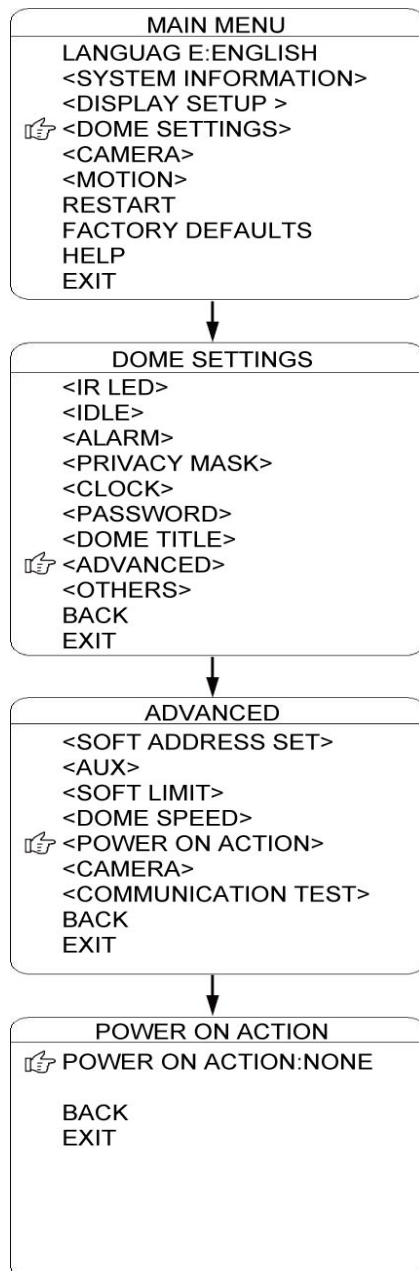 MAIN MENU
LANGUAG E:ENGLISH
<SYSTEM INFORMATION>
<DISPLAY SETUP >
<DOME SETTINGS>
<CAMERA>
<MOTION>
RESTART
FACTORY DEFAULTS
HELP
EXIT
DOME SETTINGS
<IR LED>
<IDLE>
<ALARM>
<PRIVACY MASK>
<CLOCK>
<PASSWORD>
<DOME TITLE>
<ADVANCED>
<OTHERS>
BACK
EXIT
ADVANCED
<SOFT ADDRESS SET>
<AUX>
<SOFT LIMIT>
<DOME SPEED>
<POWER ON ACTION>
<CAMERA>
<COMMUNICATION TEST>
BACK
EXIT
POWER ON ACTION
POWER ON ACTION:NONE
BACK
EXIT